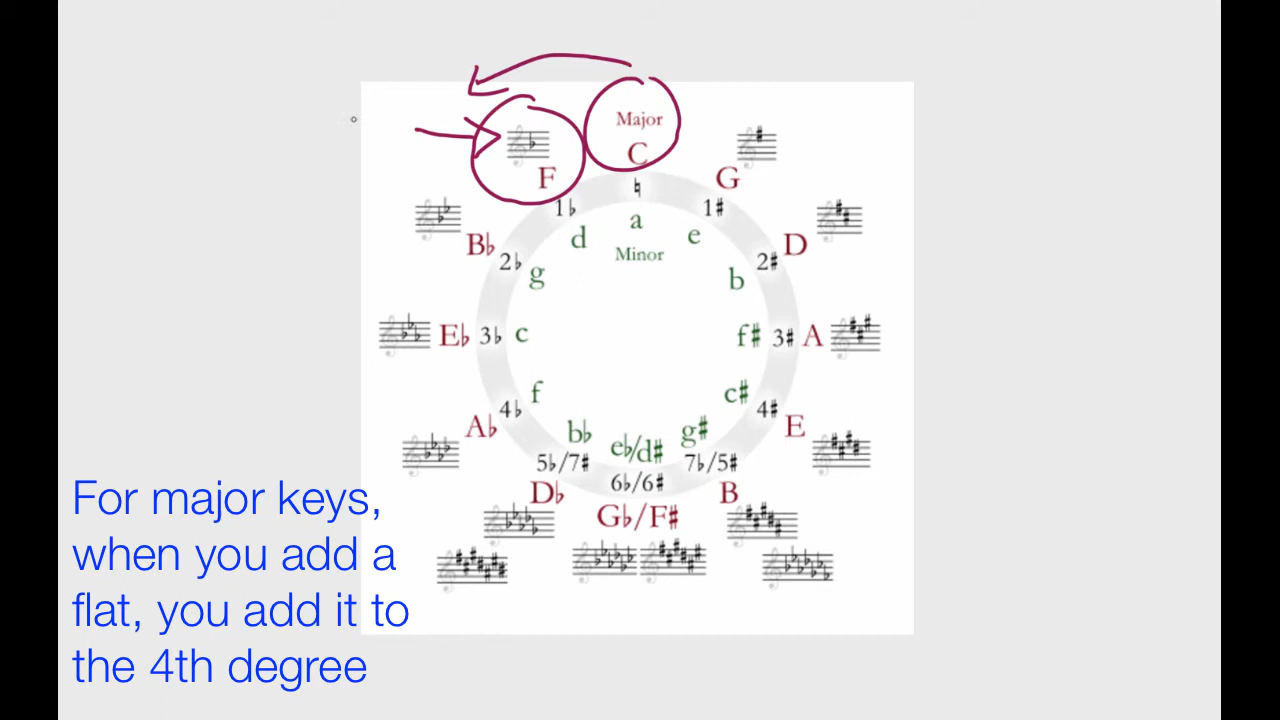 Major
C
F
G
♮
1♭
1#
a
d
e
B♭
D
Minor
2♭
2#
g
b
E♭
3♭
c
f#
3#
A
f
c#
4♭
4#
A♭
E
b♭
e♭/d#
g#
5♭/7#
6♭/6#
7♭/5#
D♭
G♭/F#
B
For major keys,
when you add a
flat, you add it to
the 4th degree